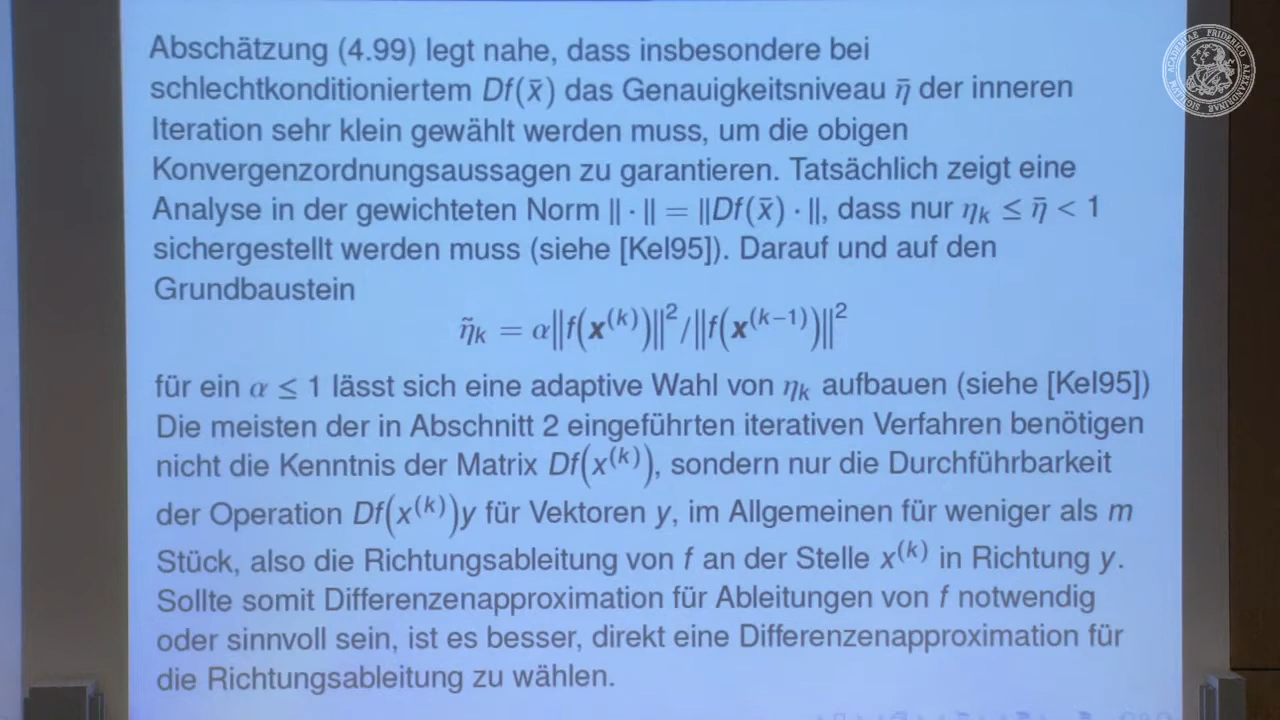 Abschätzung (4.99) legt nahe, dass insbesondere bei
schlechtkonditioniertem Df(x̄) das Genauigkeitsniveau η̄ der inneren
Iteration sehr klein gewählt werden muss, um die obigen
Konvergenzordnungsaussagen zu garantieren. Tatsächlich zeigt eine
Analyse in der gewichteten Norm ‖ · ‖ = ‖Df(x̄) · ‖, dass nur ηₖ ≤ η̄ < 1
sichergestellt werden muss (siehe [Kel95]). Darauf und auf den
Grundbaustein
η̃ₖ = α‖f(x⁽ᵏ⁾)‖²/‖f(x⁽ᵏ⁻¹⁾)‖²
für ein α ≤ 1 lässt sich eine adaptive Wahl von ηₖ aufbauen (siehe [Kel95])
Die meisten der in Abschnitt 2 eingeführten iterativen Verfahren benötigen
nicht die Kenntnis der Matrix Df(x⁽ᵏ⁾), sondern nur die Durchführbarkeit
der Operation Df(x⁽ᵏ⁾)y für Vektoren y, im Allgemeinen für weniger als m
Stück, also die Richtungsableitung von f an der Stelle x⁽ᵏ⁾ in Richtung y.
Sollte somit Differenzenapproximation für Ableitungen von f notwendig
oder sinnvoll sein, ist es besser, direkt eine Differenzenapproximation für
die Richtungsableitung zu wählen.